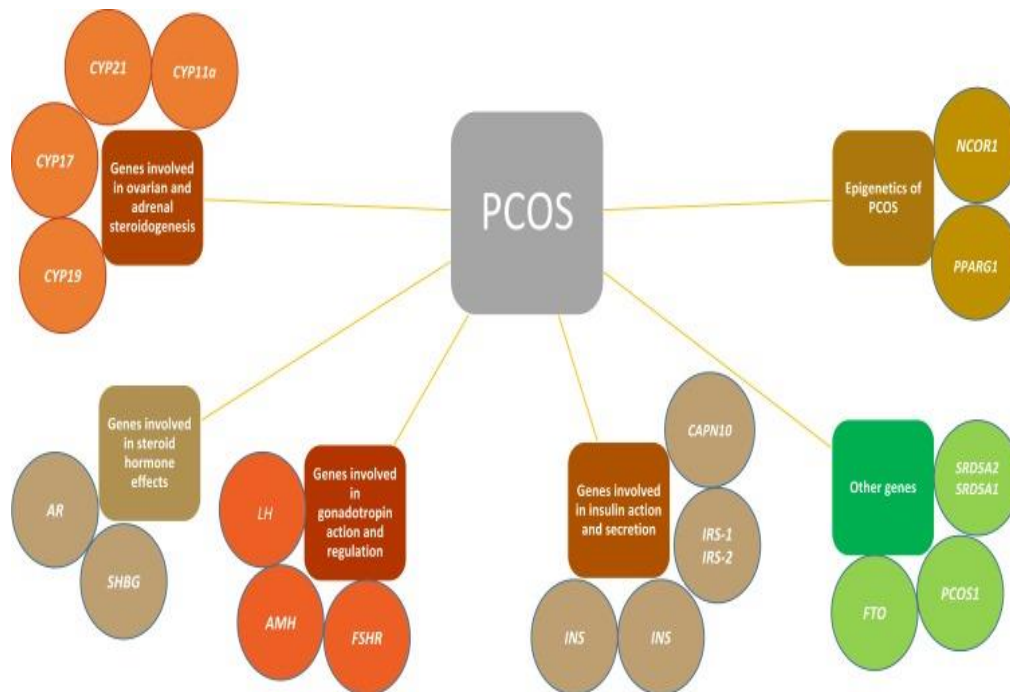 CYP21
CYP11a
CYP17
CYP19
Genes involved
in ovarian and
adrenal
steroidogenesis
PCOS
Epigenetics of
PCOS
NCOR1
PPARG1
Genes involved
in steroid
hormone
effects
AR
SHBG
Genes involved
in
gonadotropin
action and
regulation
LH
AMH
FSHR
Genes involved
in insulin action
and secretion
CAPN10
IRS-1
IRS-2
INS
INS
Other genes
SRD5A2
SRD5A1
PCOS1
FTO